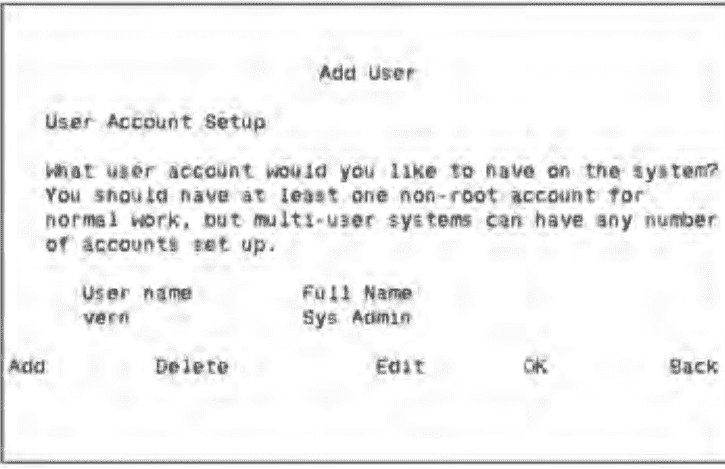 Add User
User Account Setup
What user account would you like to have on the system?
You should have at least one non-root account for
normal work, but multi-user systems can have any number
of accounts set up.
User name Full Name
vern Sys Admin
Add Delete Edit OK Back